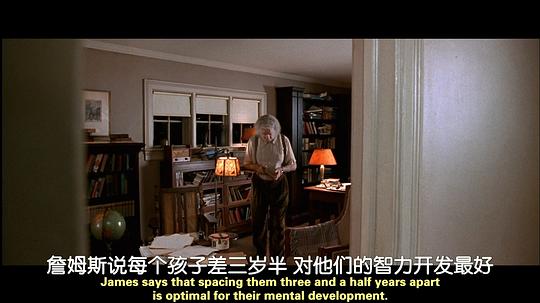 詹姆斯说每个孩子差三岁半 对他们的智力开发最好
James says that spacing them three and a half years apart
is optimal for their mental development.